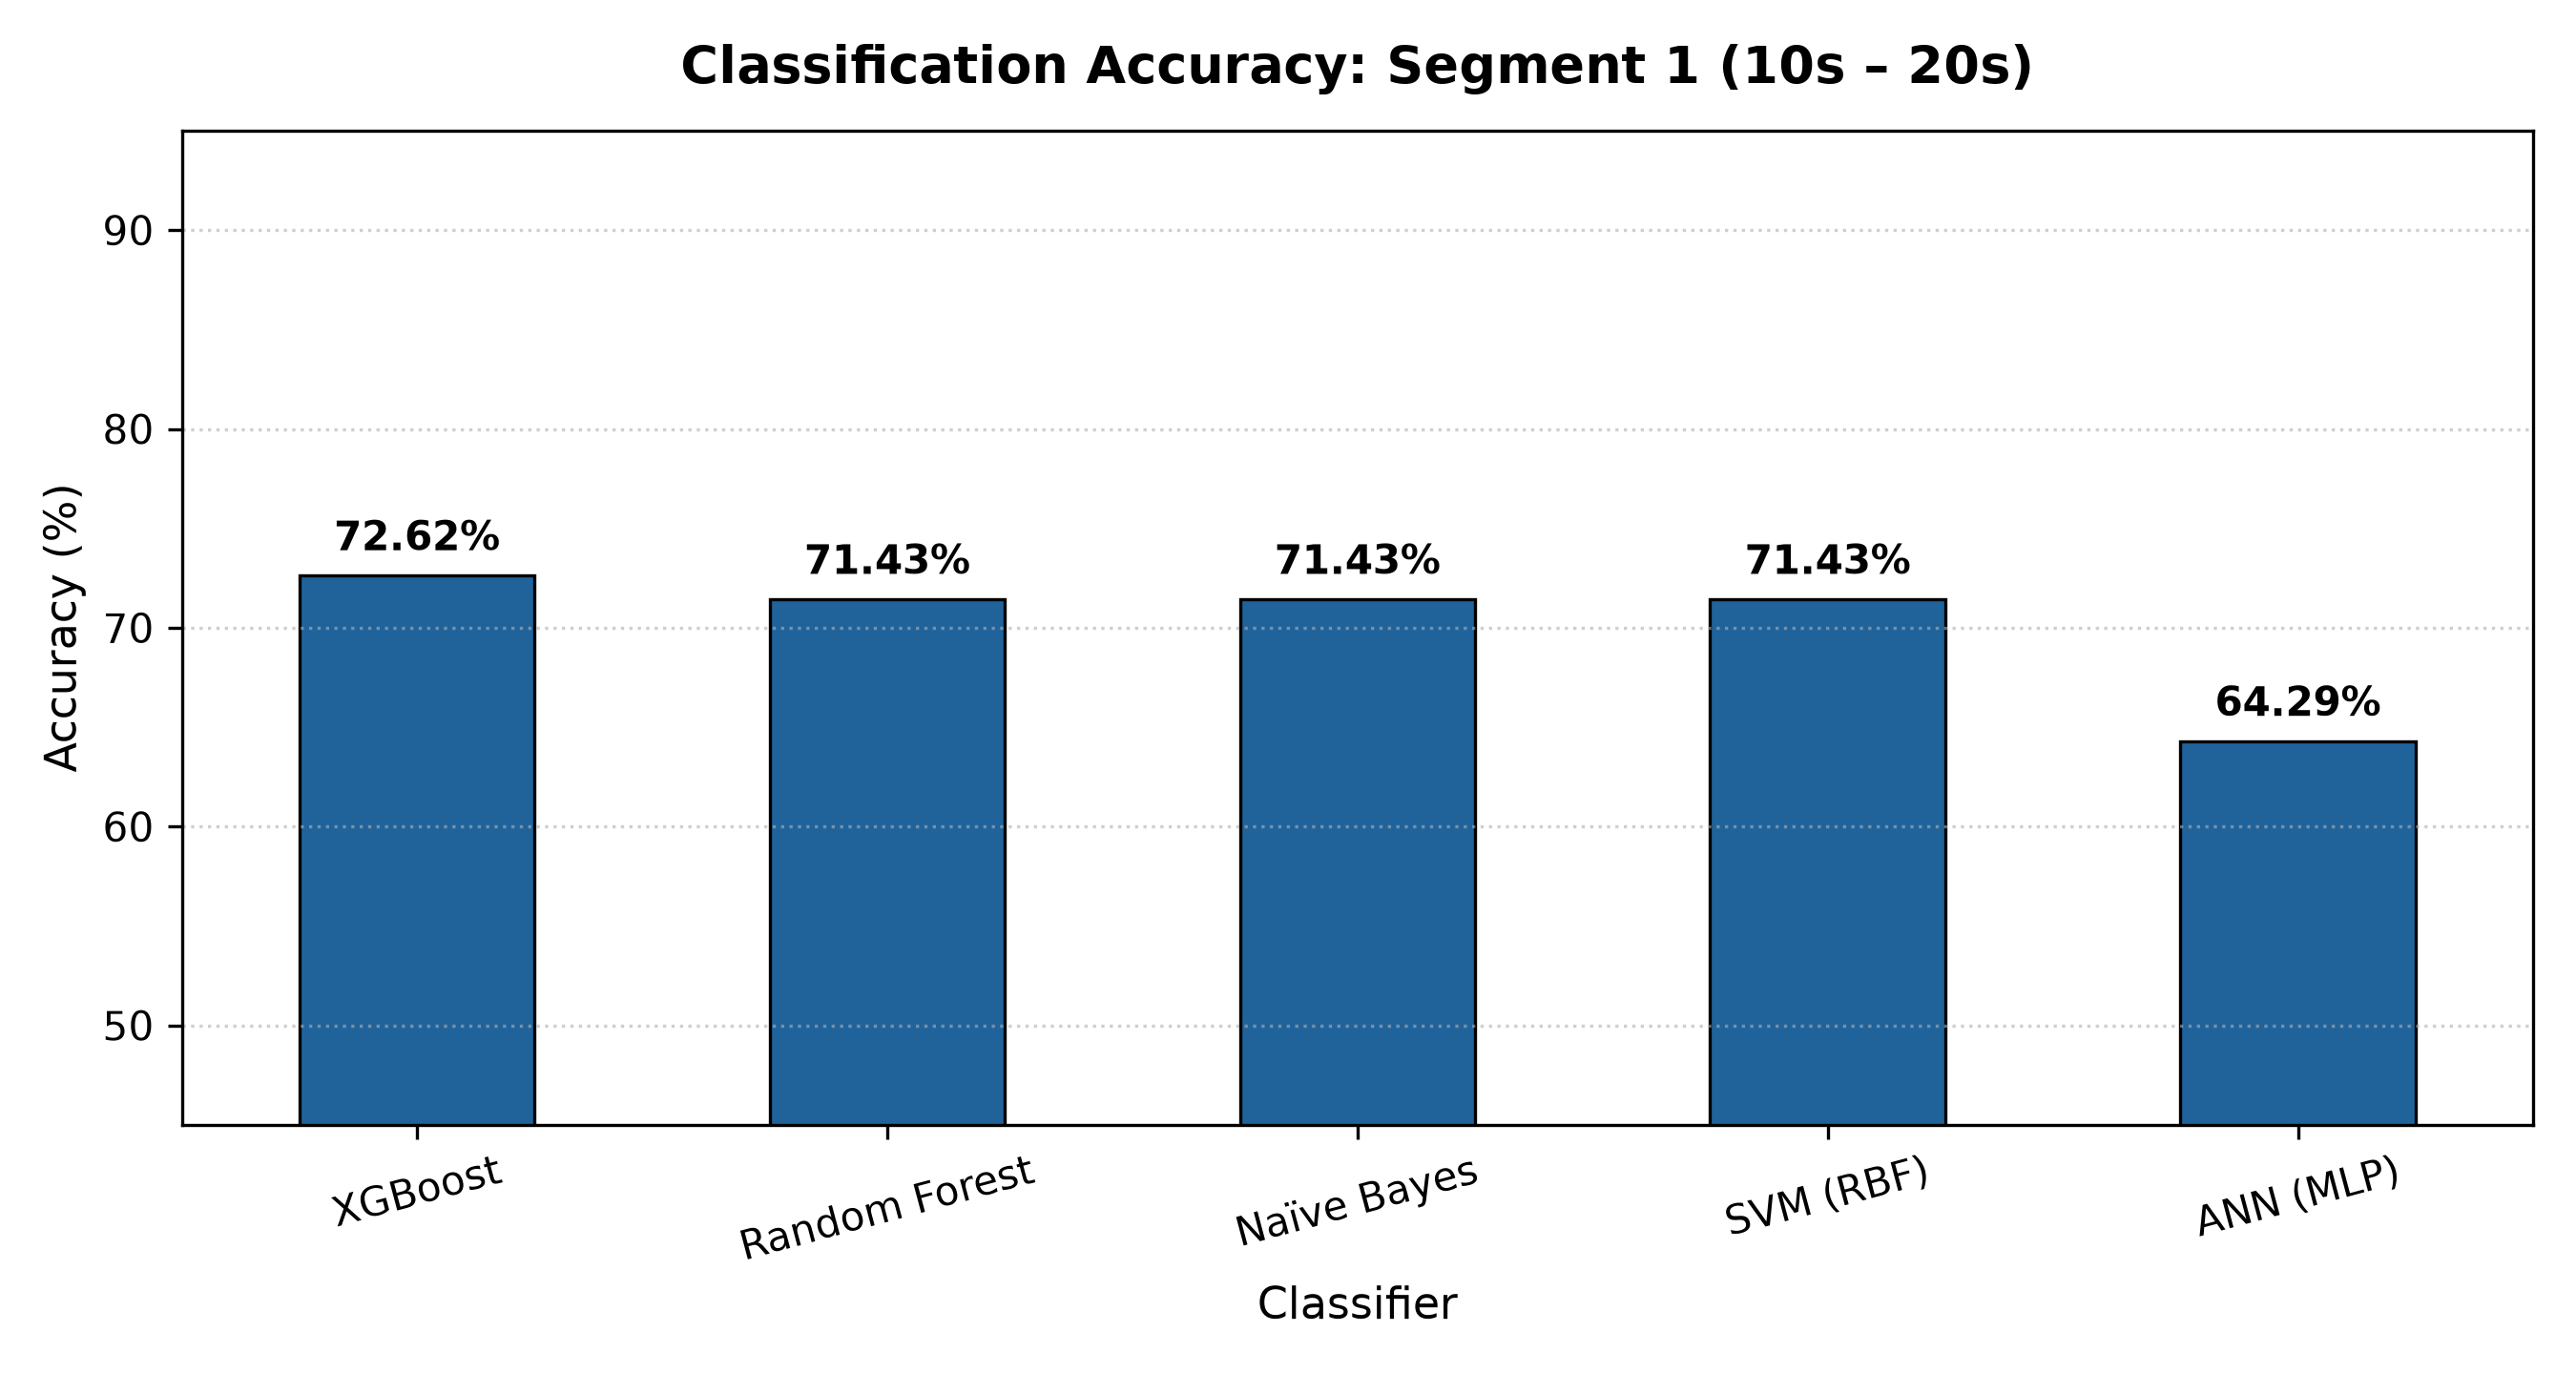 Classification Accuracy: Segment 1 (10s – 20s)
Accuracy (%)
90
80
70
60
50
72.62%
71.43%
71.43%
71.43%
64.29%
XGBoost
Random Forest
Naïve Bayes
SVM (RBF)
ANN (MLP)
Classifier